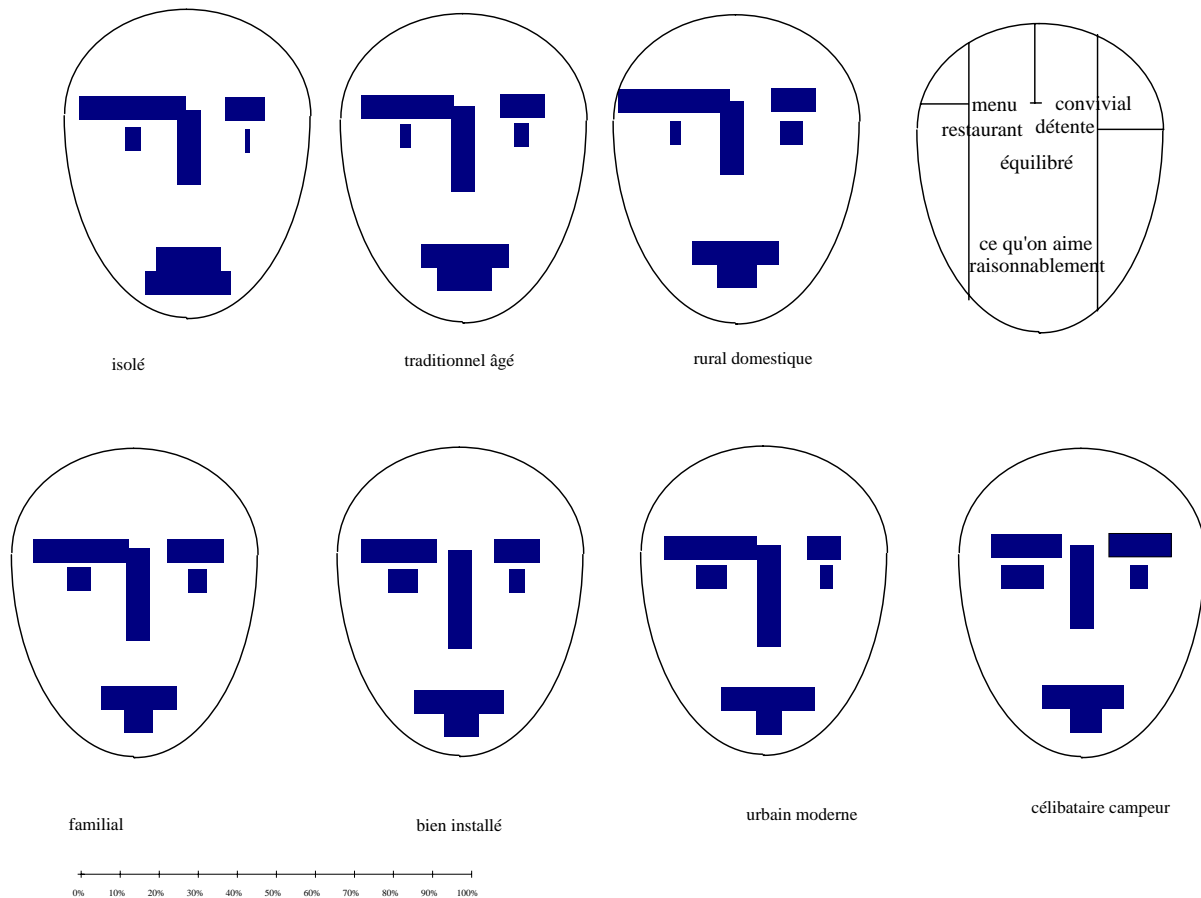 menu convivial
restaurant détente
équilibré
ce qu'on aime
raisonnablement
isolé
traditionnel âgé
rural domestique
familial
bien installé
urbain moderne
célibataire campeur
0% 10% 20% 30% 40% 50% 60% 70% 80% 90% 100%